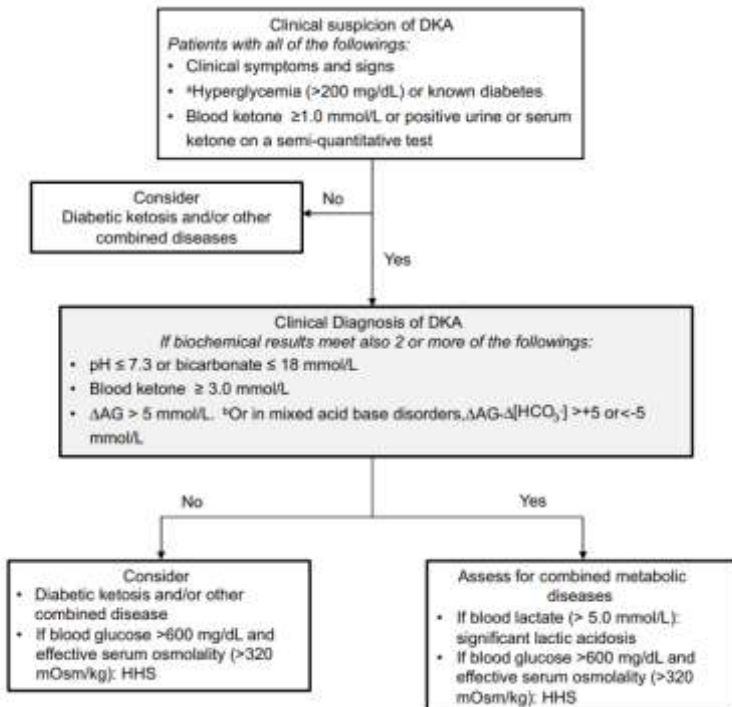 Clinical suspicion of DKA
Patients with all of the followings:
• Clinical symptoms and signs
• ᵃHyperglycemia (>200 mg/dL) or known diabetes
• Blood ketone ≥1.0 mmol/L or positive urine or serum
ketone on a semi-quantitative test
No
Consider
Diabetic ketosis and/or other
combined diseases
Yes
Clinical Diagnosis of DKA
If biochemical results meet also 2 or more of the followings:
• pH ≤ 7.3 or bicarbonate ≤ 18 mmol/L
• Blood ketone ≥ 3.0 mmol/L
• ΔAG > 5 mmol/L. ᵇOr in mixed acid base disorders,ΔAG-Δ[HCO₃⁻] >+5 or<-5
mmol/L
No
Yes
Consider
• Diabetic ketosis and/or other
combined disease
• If blood glucose >600 mg/dL and
effective serum osmolality (>320
mOsm/kg): HHS
Assess for combined metabolic
diseases
• If blood lactate (> 5.0 mmol/L):
significant lactic acidosis
• If blood glucose >600 mg/dL and
effective serum osmolality (>320
mOsm/kg): HHS